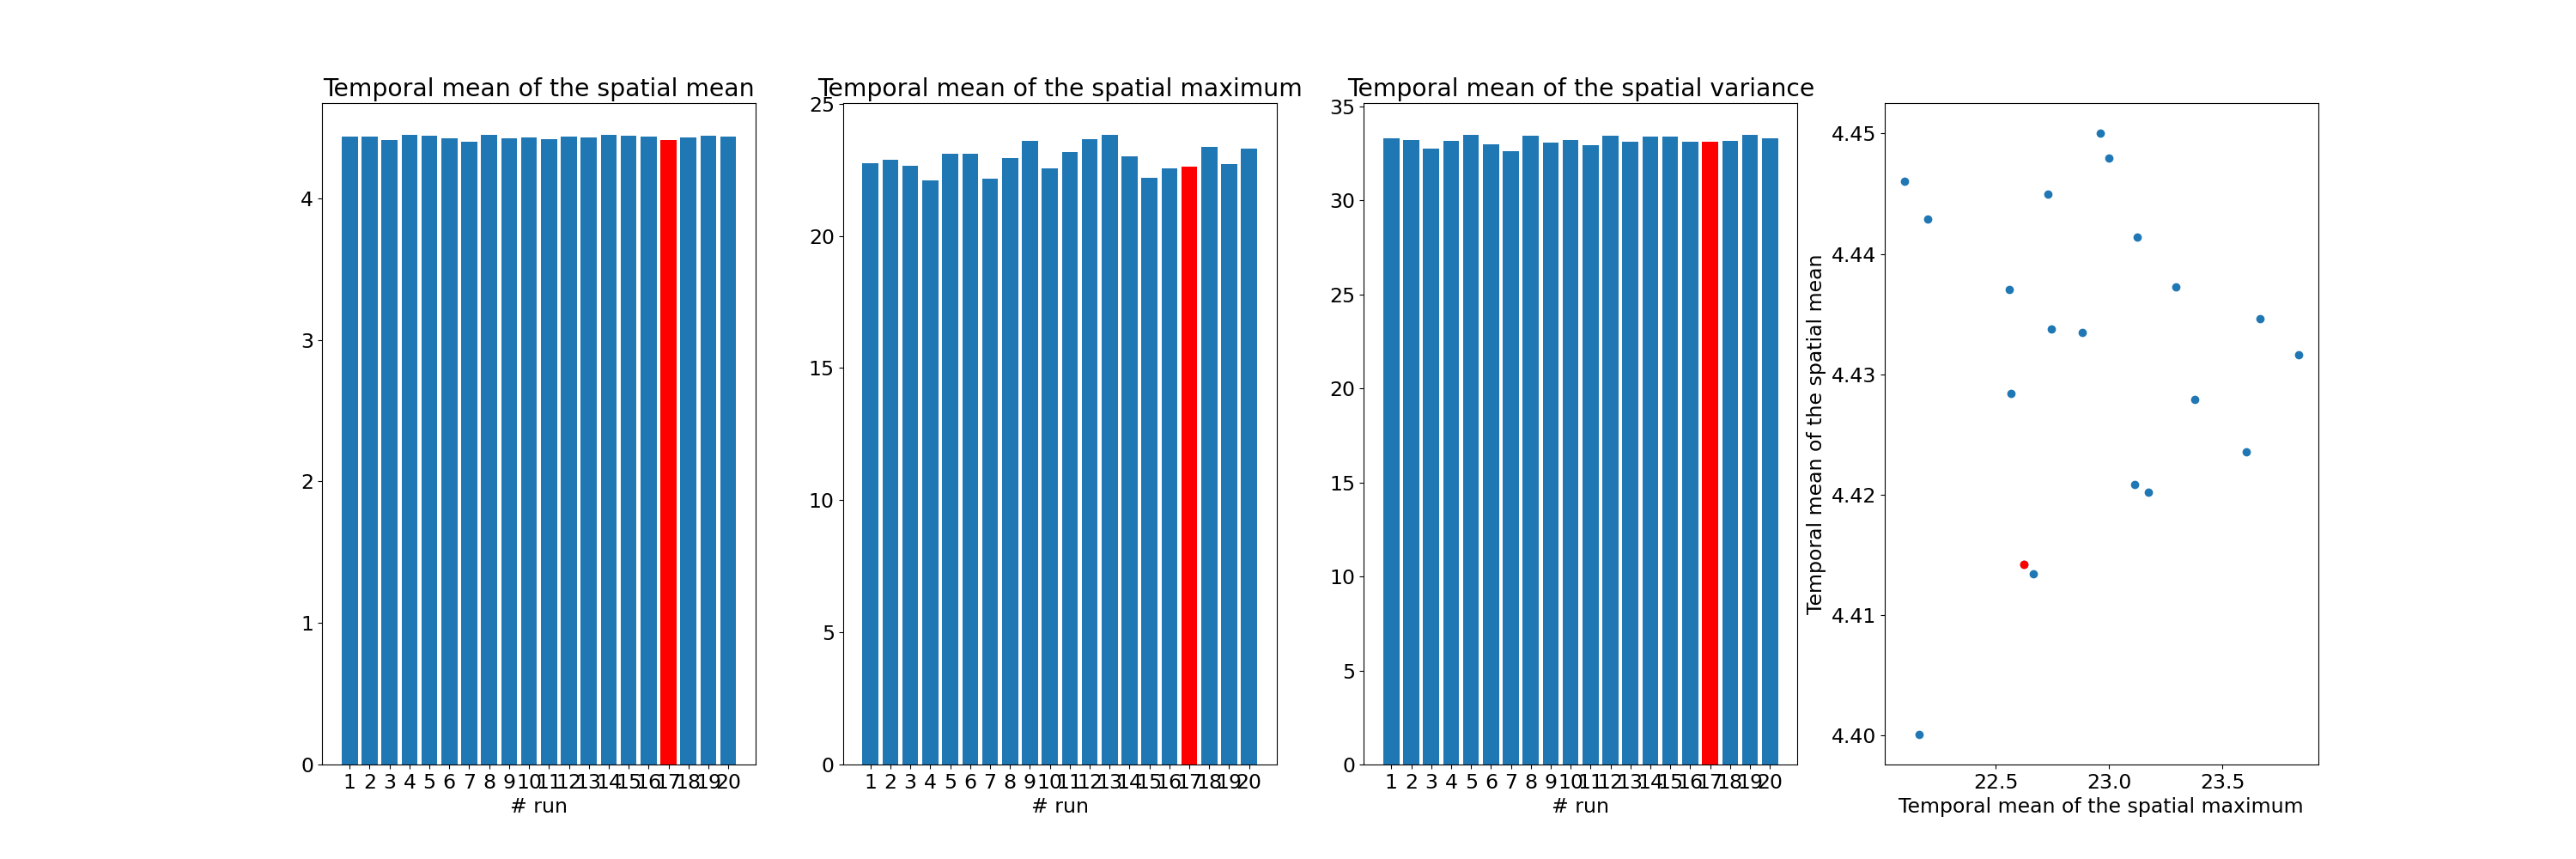 Temporal mean of the spatial mean
4
3
2
1
0
1 2 3 4 5 6 7 8 9 10 11 12 13 14 15 16 17 18 19 20
# run
Temporal mean of the spatial maximum
25
20
15
10
5
0
1 2 3 4 5 6 7 8 9 10 11 12 13 14 15 16 17 18 19 20
# run
Temporal mean of the spatial variance
35
30
25
20
15
10
5
0
1 2 3 4 5 6 7 8 9 10 11 12 13 14 15 16 17 18 19 20
# run
Temporal mean of the spatial mean
4.45
4.44
4.43
4.42
4.41
4.40
22.5 23.0 23.5
Temporal mean of the spatial maximum